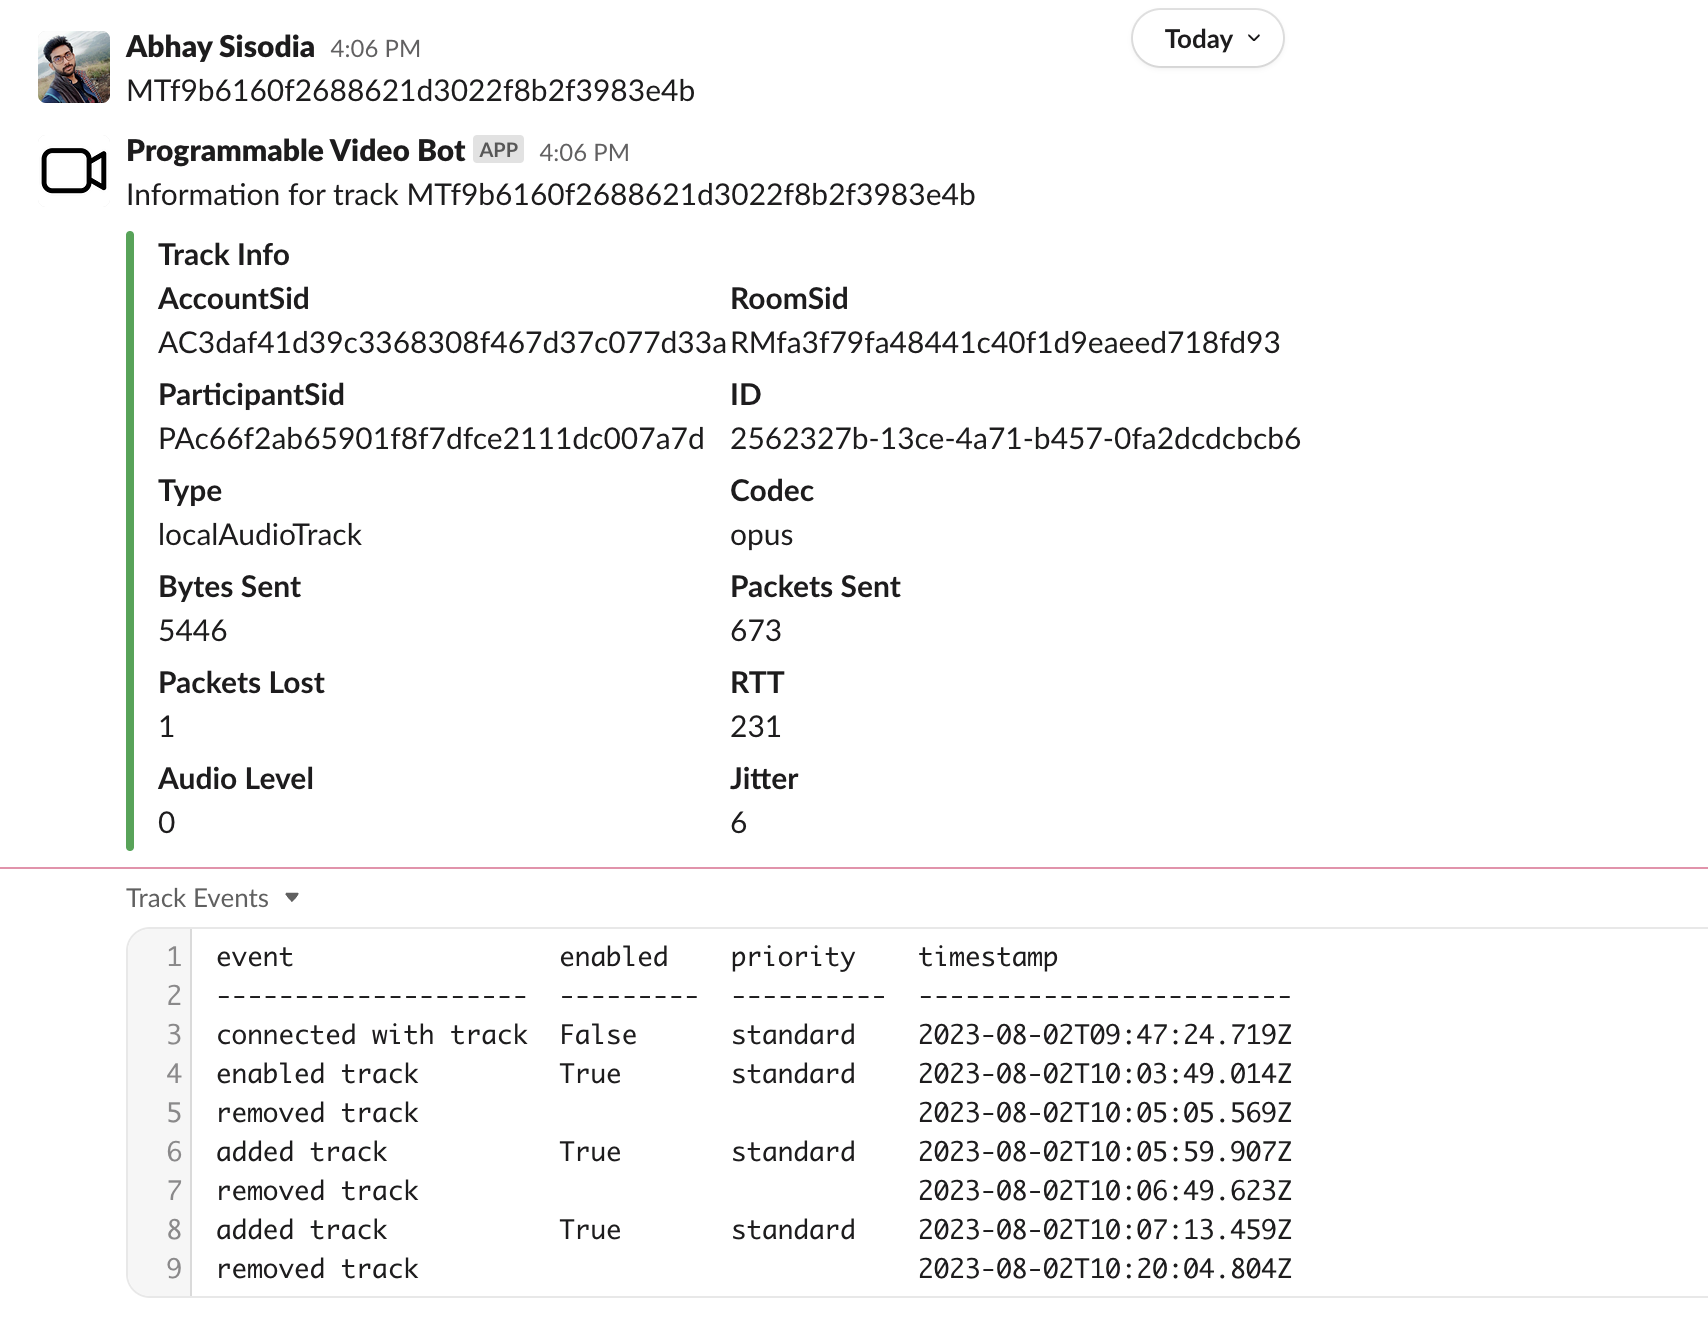 Abhay Sisodia 4:06 PM
Today
MTf9b6160f2688621d3022f8b2f3983e4b
Programmable Video Bot APP 4:06 PM
Information for track MTf9b6160f2688621d3022f8b2f3983e4b
Track Info
AccountSid RoomSid
AC3daf41d39c3368308f467d37c077d33a RMfa3f79fa48441c40f1d9eaeed718fd93
ParticipantSid ID
PAc66f2ab65901f8f7dfce2111dc007a7d 2562327b-13ce-4a71-b457-0fa2dcdcbcb6
Type Codec
localAudioTrack opus
Bytes Sent Packets Sent
5446 673
Packets Lost RTT
1 231
Audio Level Jitter
0 6
Track Events
1 event enabled priority timestamp
2 -------------------- --------- ---------- ------------------------
3 connected with track False standard 2023-08-02T09:47:24.719Z
4 enabled track True standard 2023-08-02T10:03:49.014Z
5 removed track 2023-08-02T10:05:05.569Z
6 added track True standard 2023-08-02T10:05:59.907Z
7 removed track 2023-08-02T10:06:49.623Z
8 added track True standard 2023-08-02T10:07:13.459Z
9 removed track 2023-08-02T10:20:04.804Z